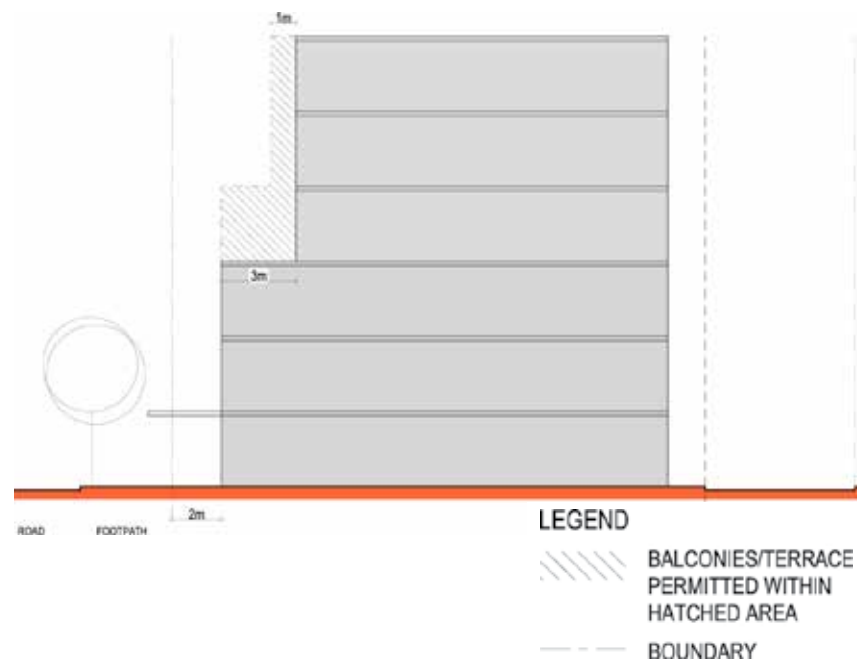 1m
3m
2m
ROAD
FOOTPATH
LEGEND
BALCONIES/TERRACE
PERMITTED WITHIN
HATCHED AREA
BOUNDARY